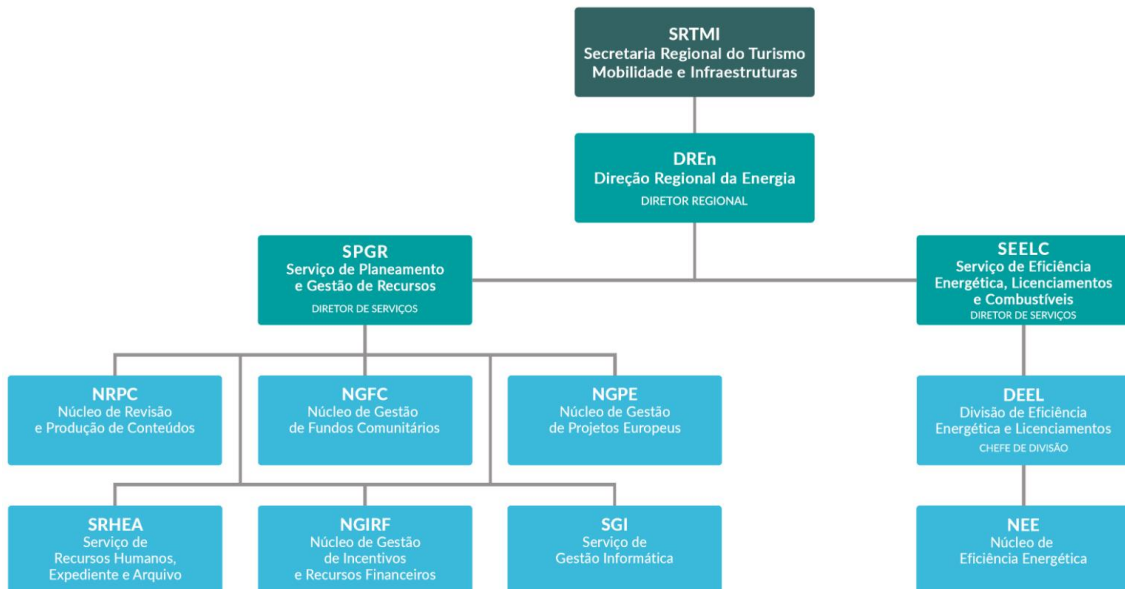 SRTMI
Secretaria Regional do Turismo
Mobilidade e Infraestruturas
DREn
Direção Regional da Energia
DIRETOR REGIONAL
SPGR
Serviço de Planeamento
e Gestão de Recursos
DIRETOR DE SERVIÇOS
SEELC
Serviço de Eficiência
Energética, Licenciamentos
e Combustíveis
DIRETOR DE SERVIÇOS
NRPC
Núcleo de Revisão
e Produção de Conteúdos
NGFC
Núcleo de Gestão
de Fundos Comunitários
NGPE
Núcleo de Gestão
de Projetos Europeus
DEEL
Divisão de Eficiência
Energética e Licenciamentos
CHEFE DE DIVISÃO
SRHEA
Serviço de
Recursos Humanos,
Expediente e Arquivo
NGIRF
Núcleo de Gestão
de Incentivos
e Recursos Financeiros
SGI
Serviço de
Gestão Informática
NEE
Núcleo de
Eficiência Energética